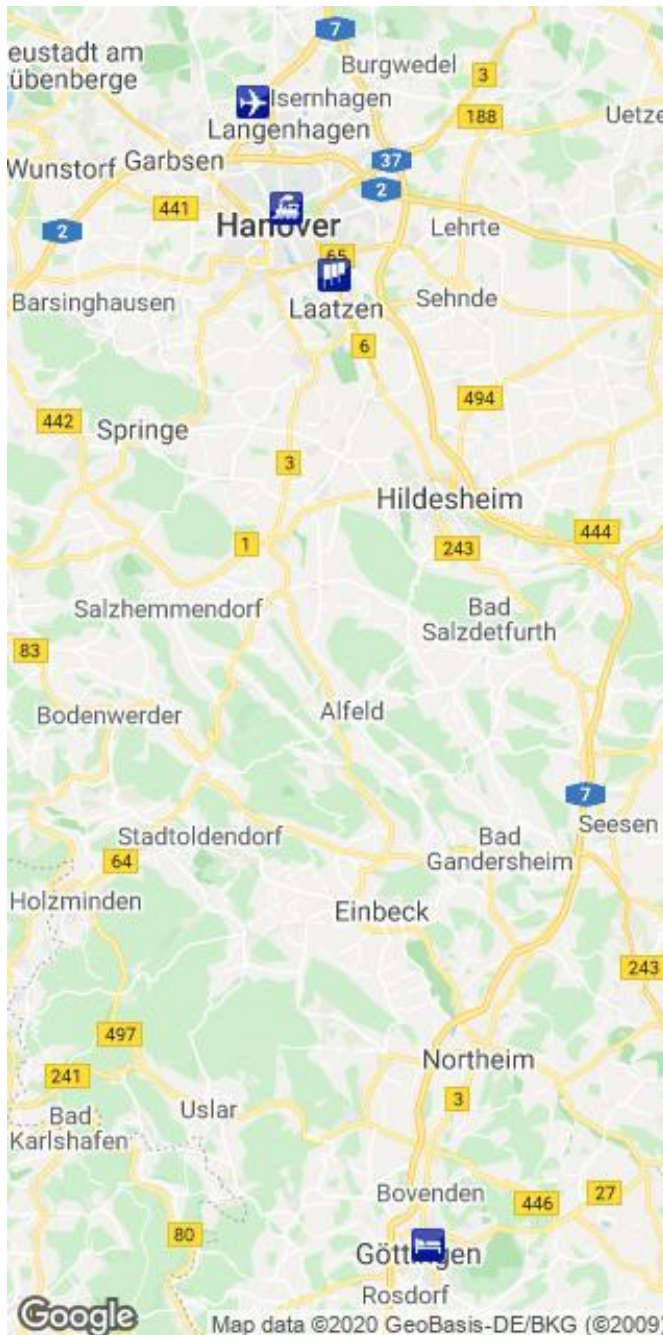 7
eustadt am
übenberge
Burgwedel
3
Isernhagen
188
Uetze
Langenhagen
Wunstorf
Garbsen
37
2
441
Hanover
Lehrte
2
65
Barsinghausen
Laatzen
Sehnde
6
494
442
Springe
3
Hildesheim
444
1
243
Salzhemmendorf
Bad
Salzdetfurth
83
Bodenwerder
Alfeld
7
Seesen
Stadtoldendorf
Bad
Gandersheim
64
Holzminden
Einbeck
243
497
Northeim
241
3
Uslar
Bad
Karlshafen
Bovenden
27
446
80
Göttingen
Rosdorf
Google
Map data ©2020 GeoBasis-DE/BKG (©2009)